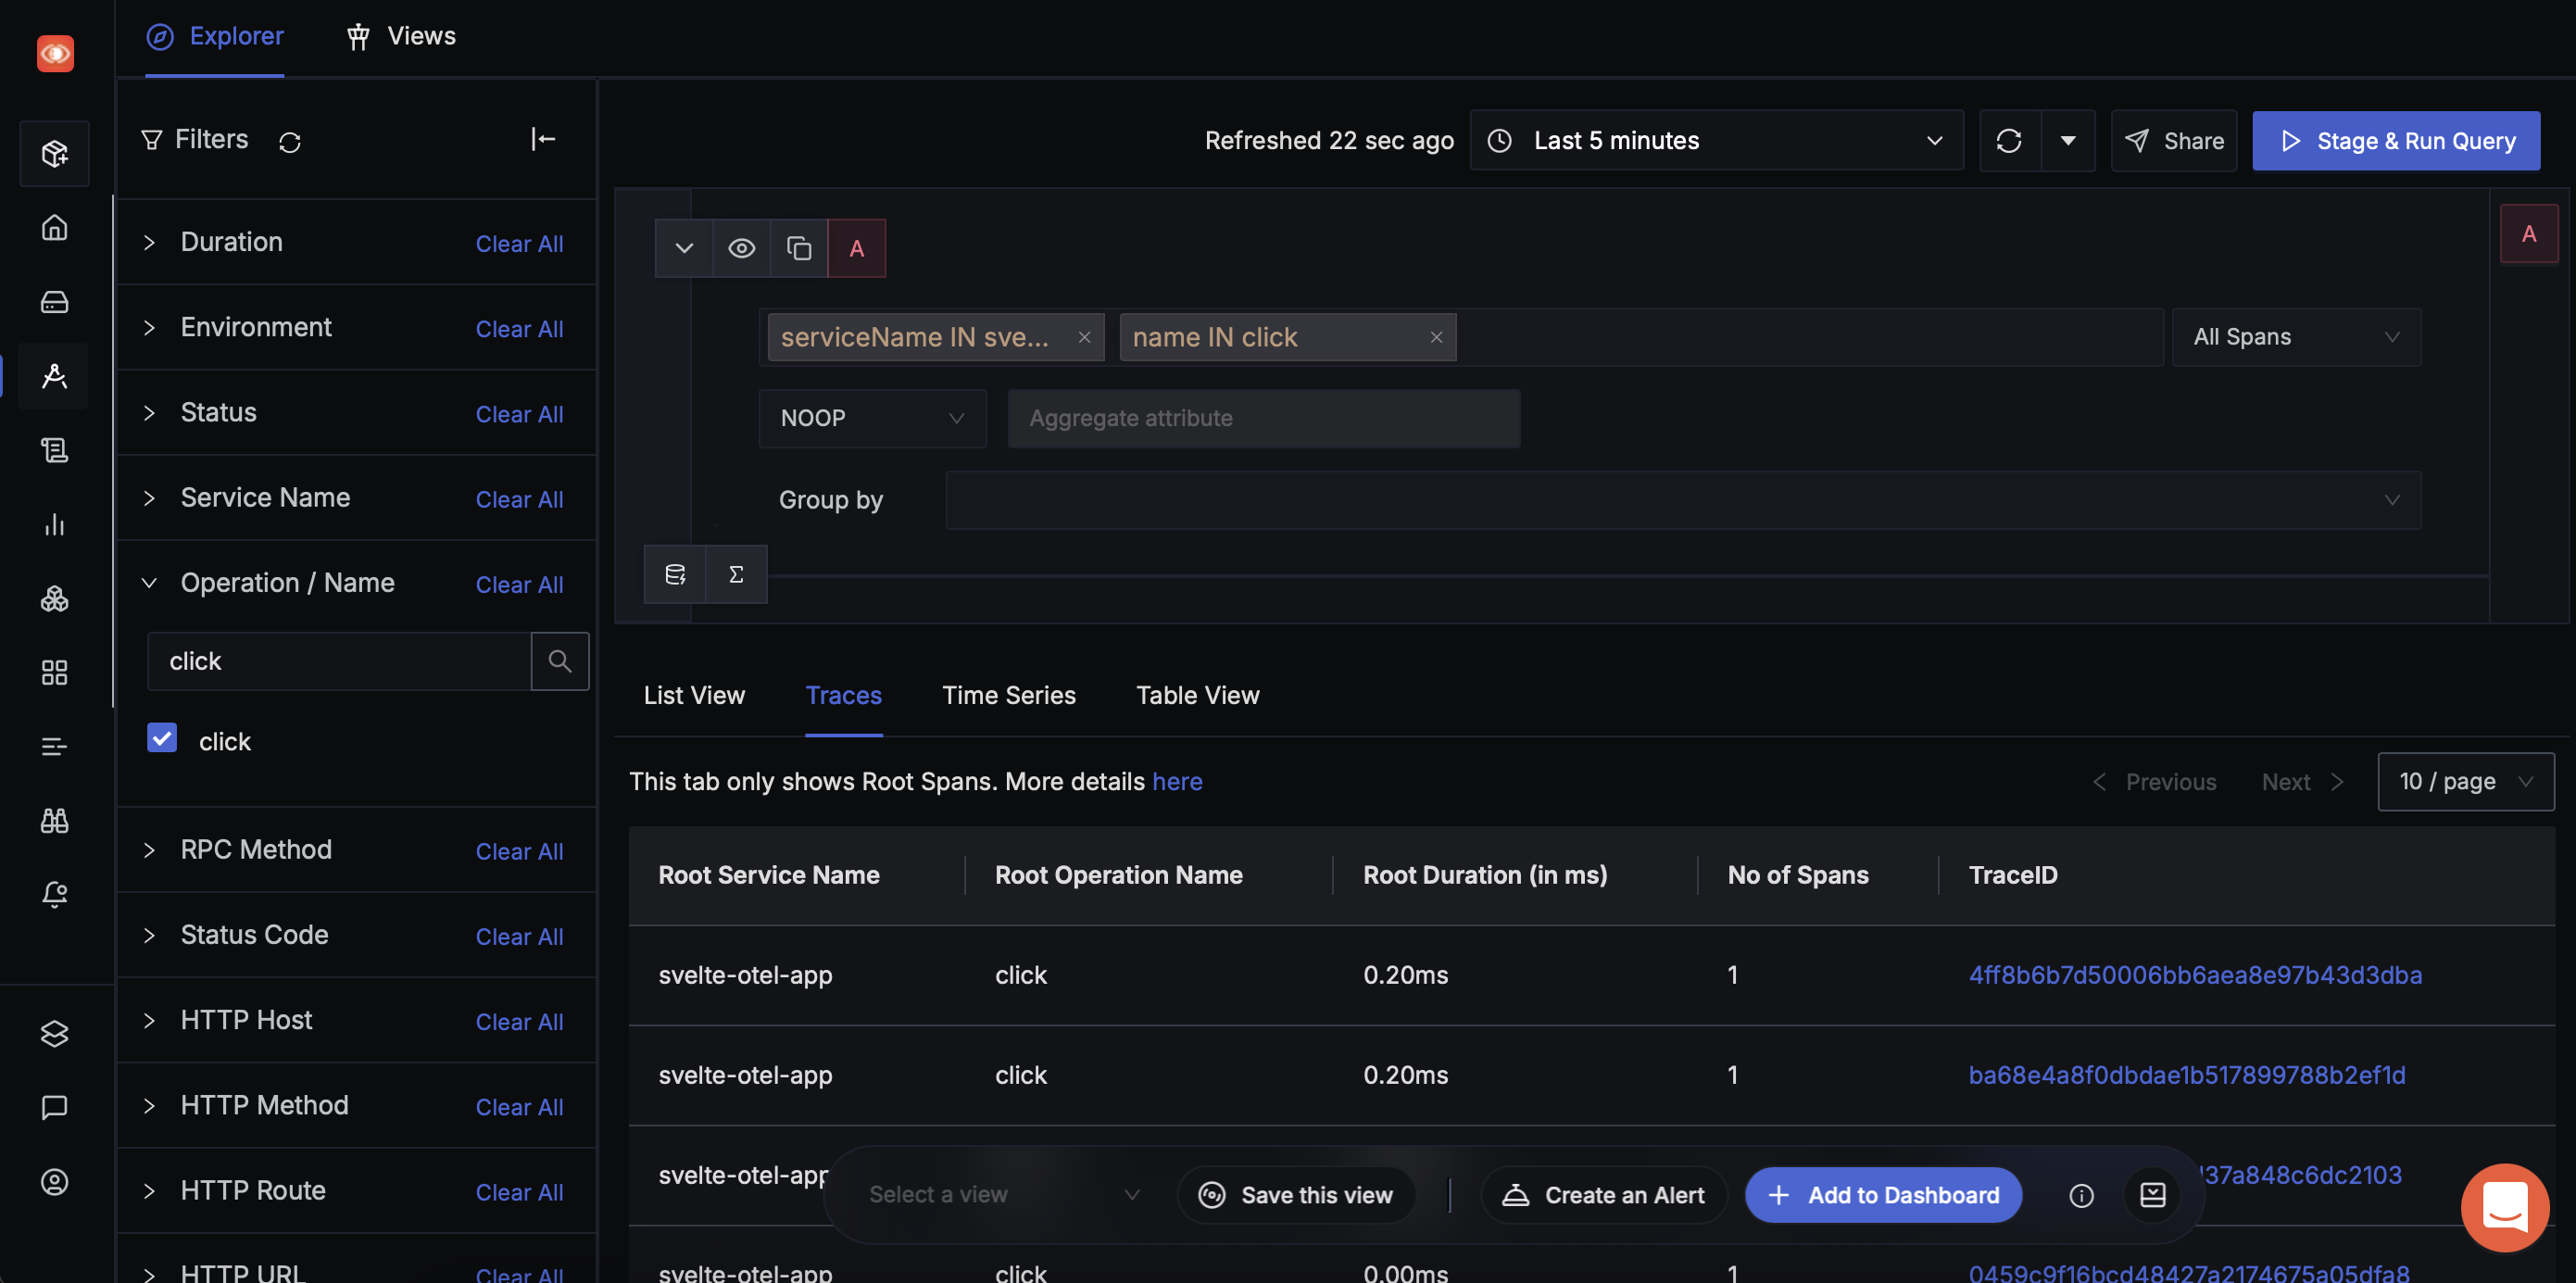 Explorer
Views
Filters
Refreshed 22 sec ago
Last 5 minutes
Share
Stage & Run Query
Duration
Clear All
Environment
Clear All
Status
Clear All
Service Name
Clear All
Operation / Name
Clear All
click
click
RPC Method
Clear All
Status Code
Clear All
HTTP Host
Clear All
HTTP Method
Clear All
HTTP Route
Clear All
HTTP URL
Clear All
A
A
serviceName IN sve...
name IN click
All Spans
NOOP
Aggregate attribute
Group by
List View
Traces
Time Series
Table View
This tab only shows Root Spans. More details here
Previous
Next
10 / page
Root Service Name
Root Operation Name
Root Duration (in ms)
No of Spans
TraceID
svelte-otel-app
click
0.20ms
1
4ff8b6b7d50006bb6aea8e97b43d3dba
svelte-otel-app
click
0.20ms
1
ba68e4a8f0dbdae1b517899788b2ef1d
svelte-otel-app
37a848c6dc2103
Select a view
Save this view
Create an Alert
Add to Dashboard
svelte-otel-app
click
0.00ms
1
0459c9f16bcd48427a2174675a05dfa8